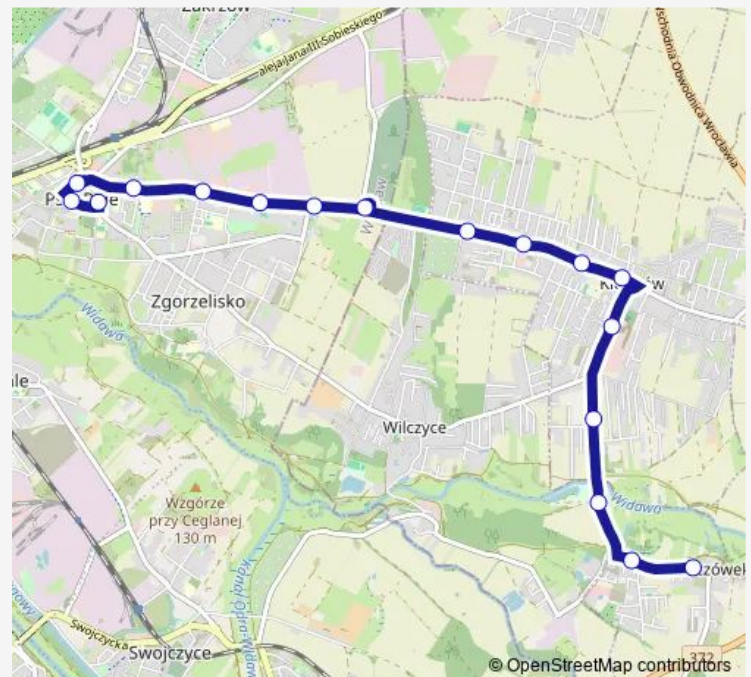 Zakrzów
aleja Jana III Sobieskiego
Wschodnia Obwodnica Wrocławia
Zgorzelisko
Widawa
Wilczyce
Wzgórze
przy Ceglanej
130 m
Widawa
Kanał Odra-Widawa
Swojczycka
Swojczyce
372
© OpenStreetMap contributors